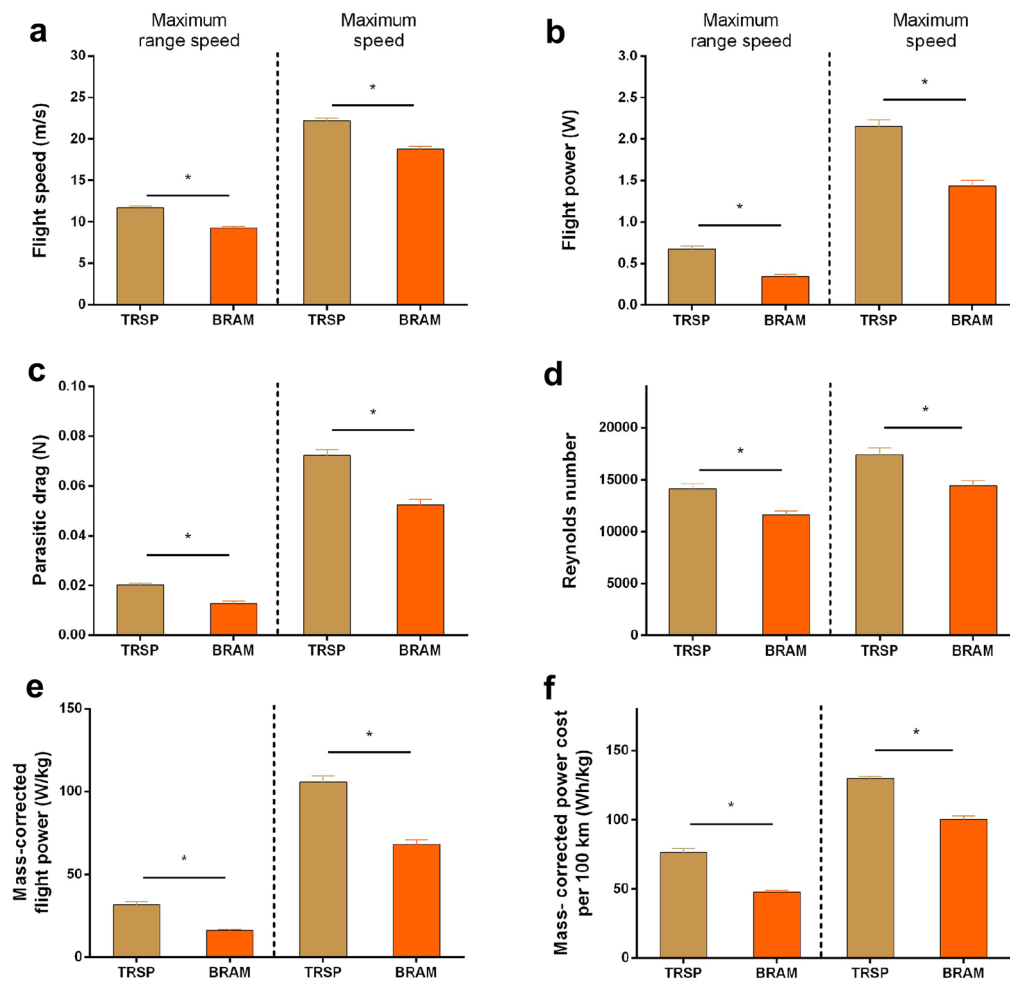 a
Maximum
range speed
Maximum
speed
Flight speed (m/s)
30
25
20
15
10
5
0
*
*
TRSP BRAM TRSP BRAM
b
Maximum
range speed
Maximum
speed
Flight power (W)
3.0
2.5
2.0
1.5
1.0
0.5
0.0
*
*
TRSP BRAM TRSP BRAM
c
Parasitic drag (N)
0.10
0.08
0.06
0.04
0.02
0.00
*
*
TRSP BRAM TRSP BRAM
d
Reynolds number
20000
15000
10000
5000
0
*
*
TRSP BRAM TRSP BRAM
e
Mass-corrected
flight power (W/kg)
150
100
50
0
*
*
TRSP BRAM TRSP BRAM
f
Mass- corrected power cost
per 100 km (Wh/kg)
150
100
50
0
*
*
TRSP BRAM TRSP BRAM